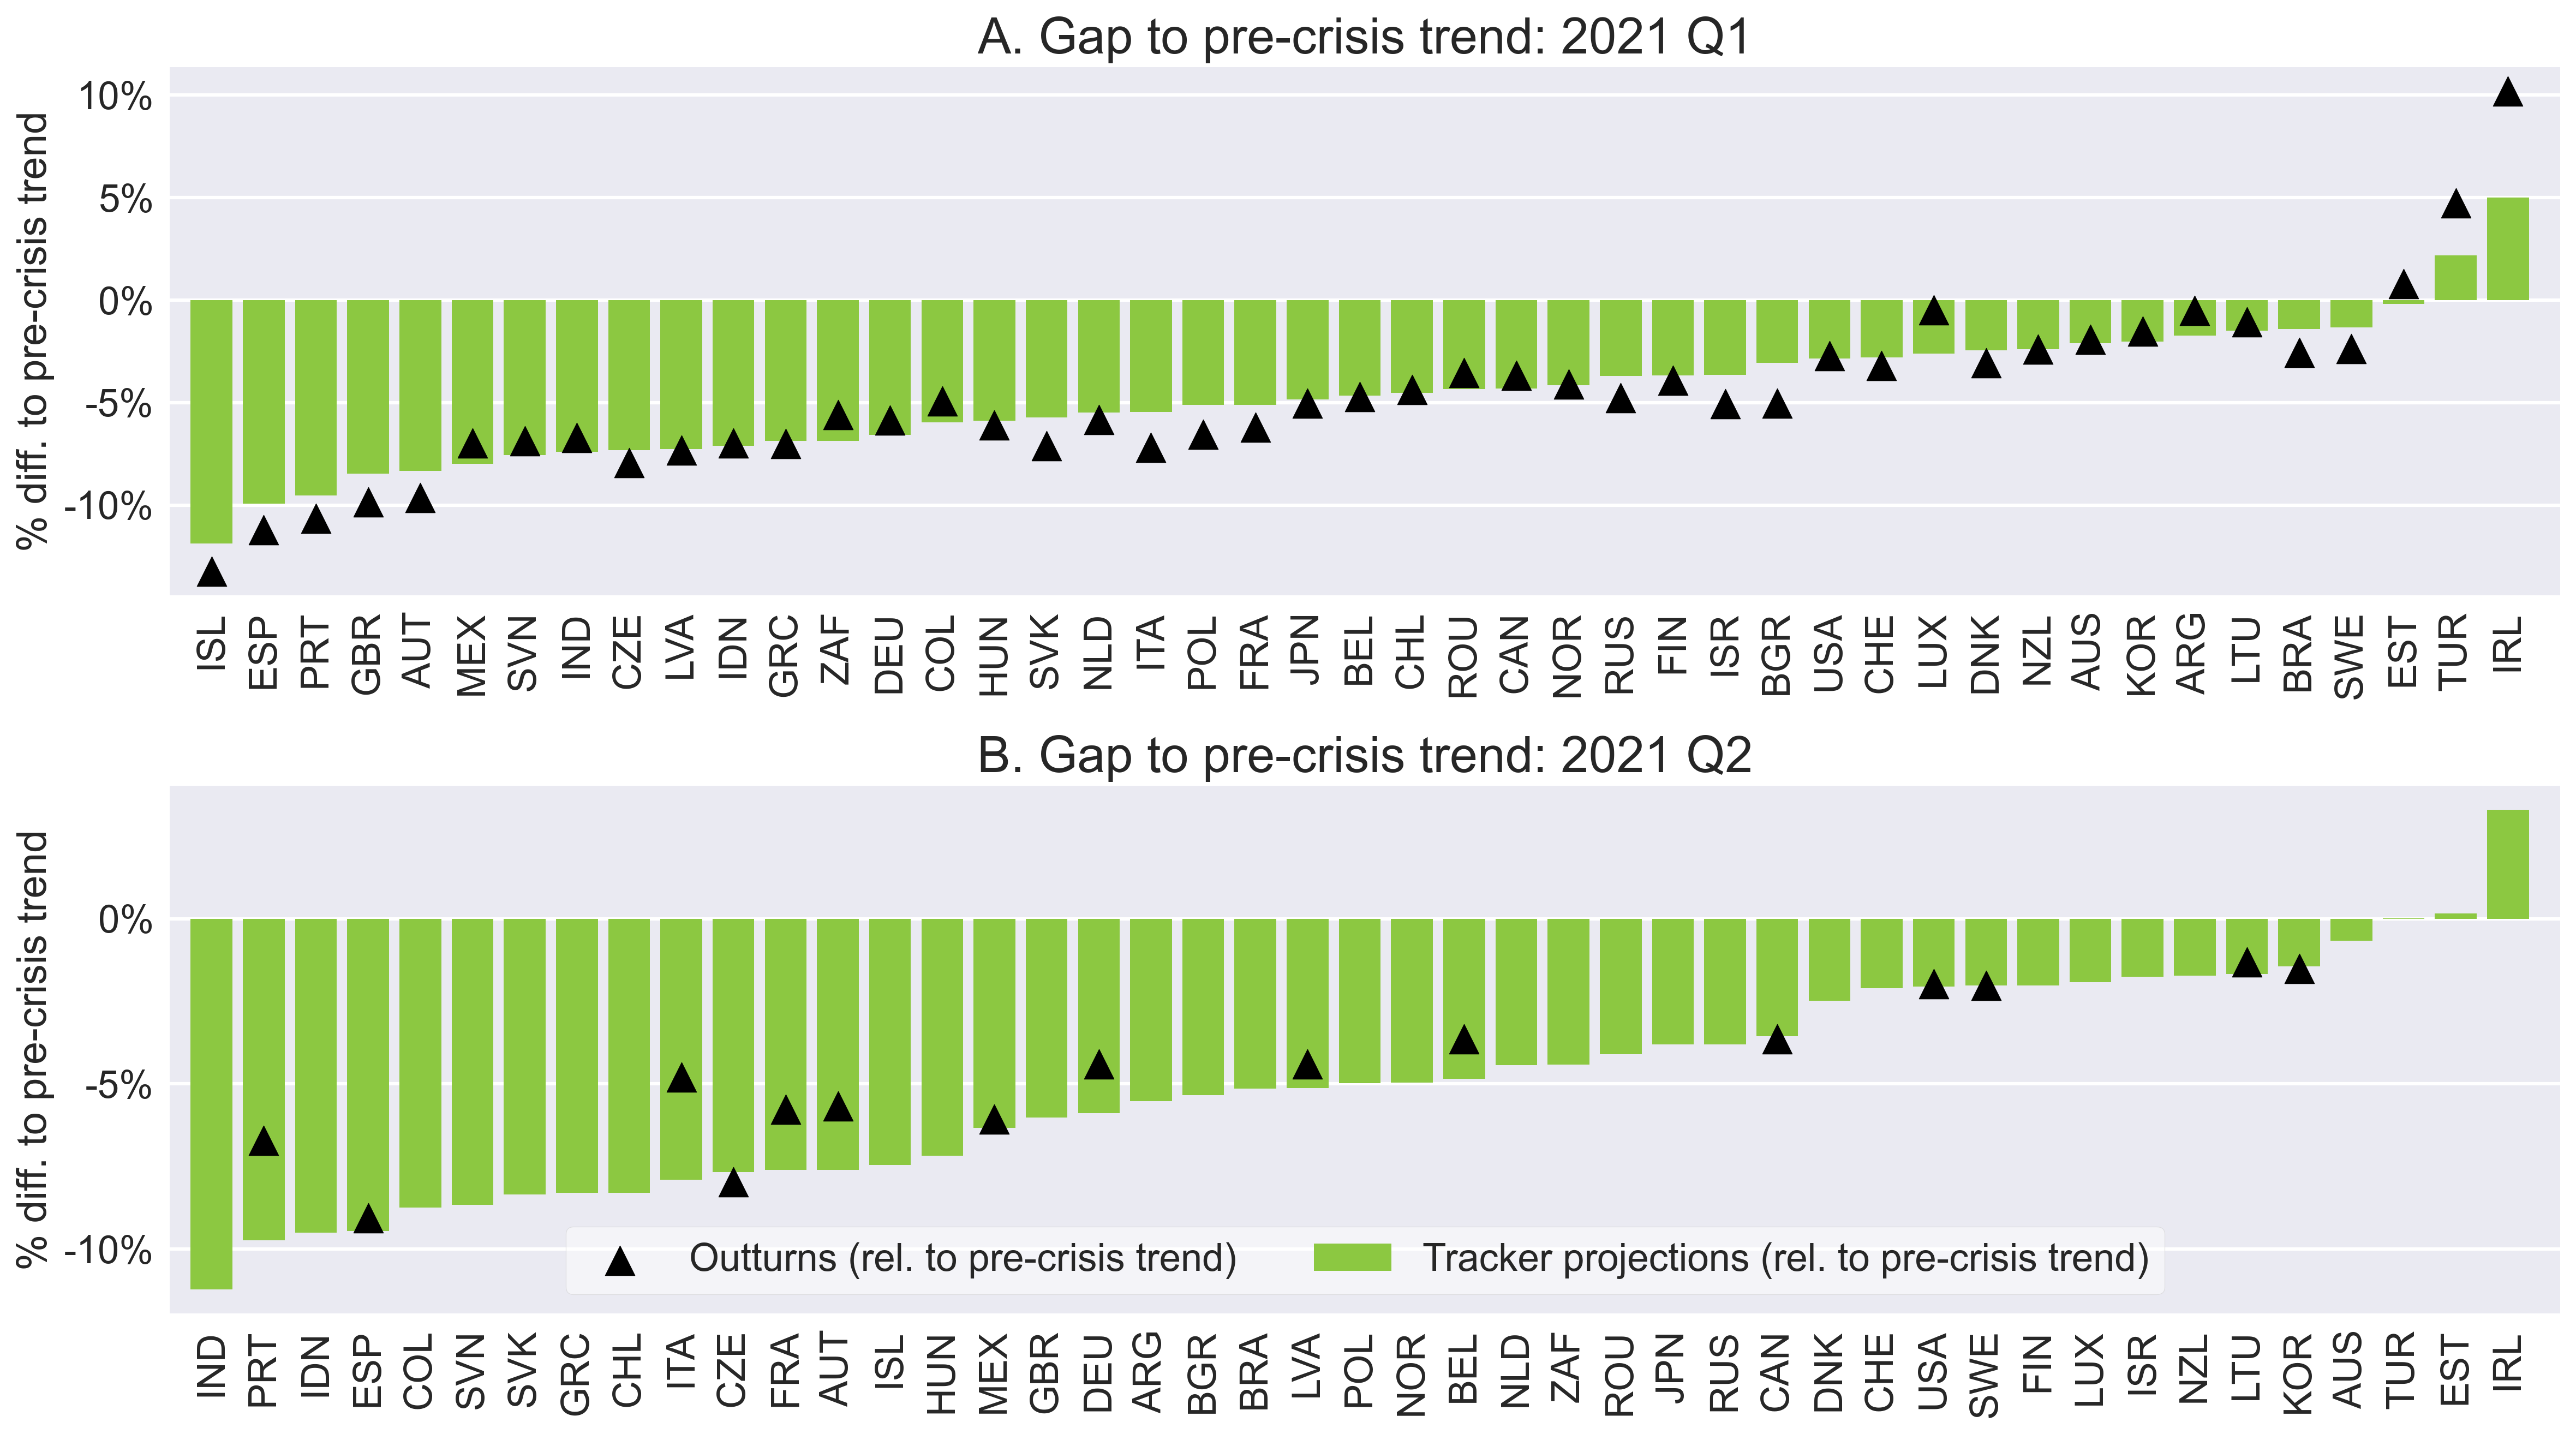 A. Gap to pre-crisis trend: 2021 Q1
% diff. to pre-crisis trend
10%
5%
0%
-5%
-10%
ISL ESP PRT GBR AUT MEX SVN IND CZE LVA IDN GRC ZAF DEU COL HUN SVK NLD ITA POL FRA JPN BEL CHL ROU CAN NOR RUS FIN ISR BGR USA CHE LUX DNK NZL AUS KOR ARG LTU BRA SWE EST TUR IRL
B. Gap to pre-crisis trend: 2021 Q2
% diff. to pre-crisis trend
0%
-5%
-10%
Outturns (rel. to pre-crisis trend) Tracker projections (rel. to pre-crisis trend)
IND PRT IDN ESP COL SVN SVK GRC CHL ITA CZE FRA AUT ISL HUN MEX GBR DEU ARG BGR BRA LVA POL NOR BEL NLD ZAF ROU JPN RUS CAN DNK CHE USA SWE FIN LUX ISR NZL LTU KOR AUS TUR EST IRL